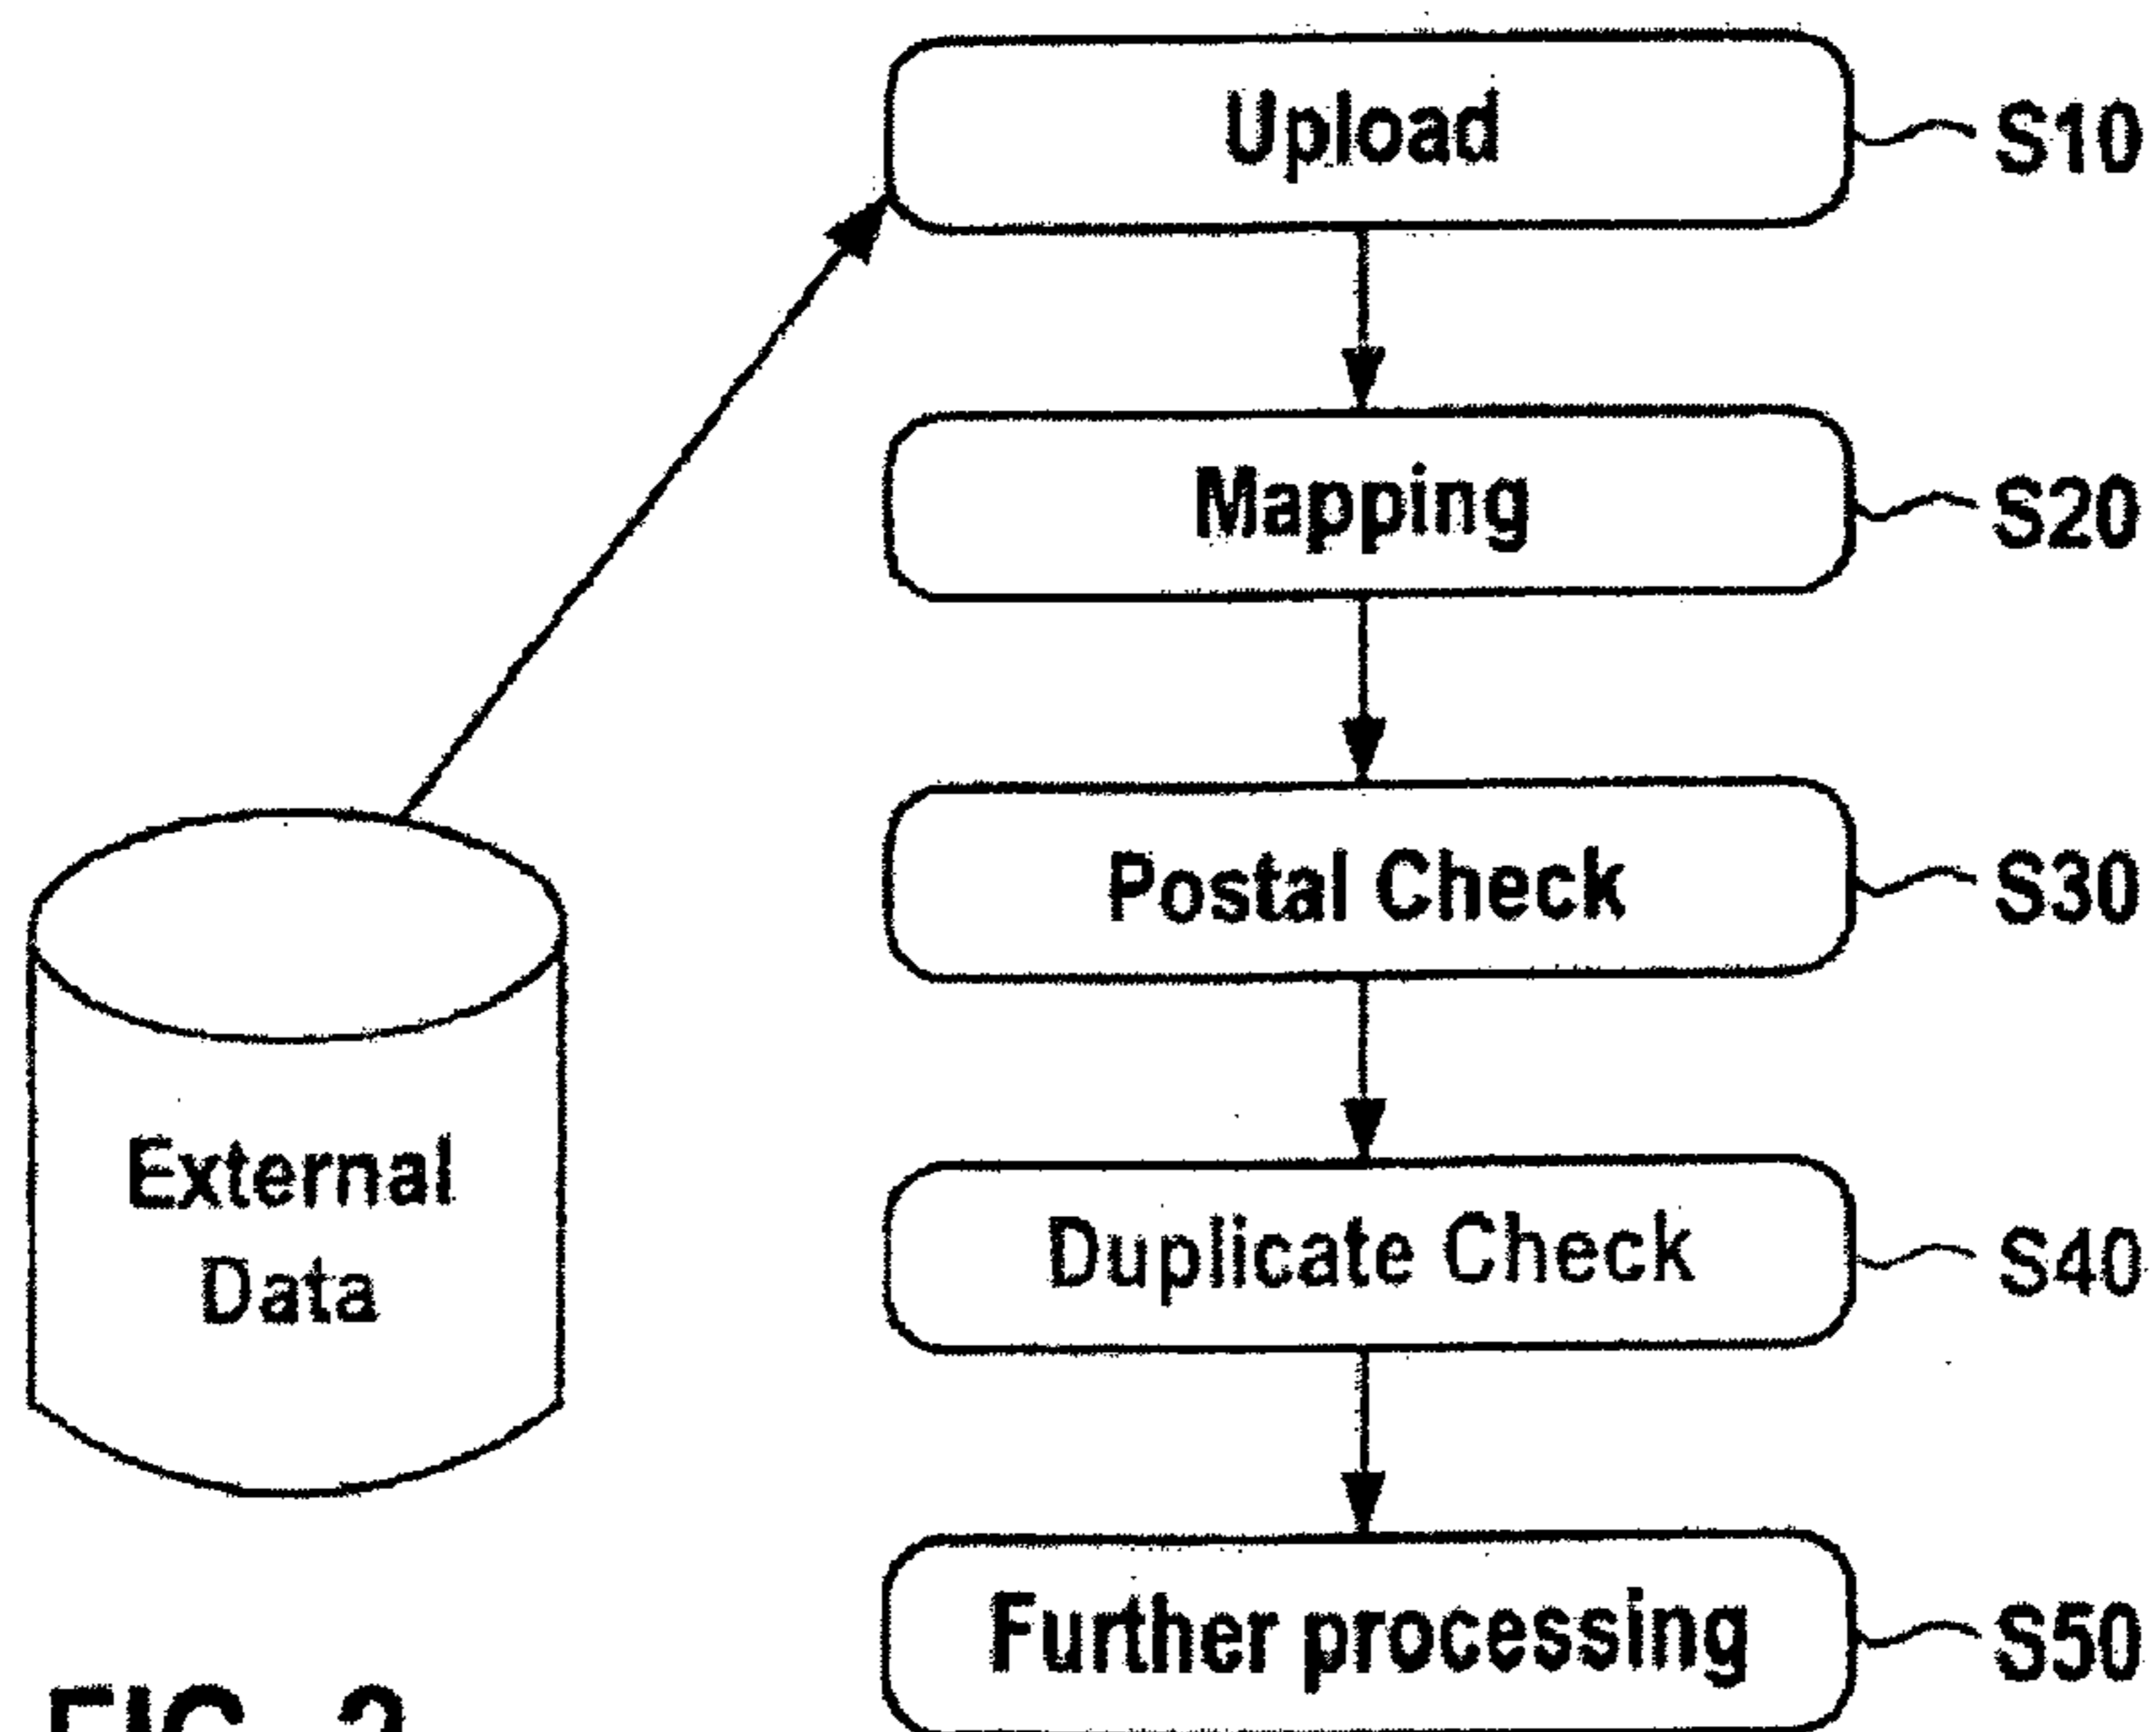 Upload
S10
Mapping
S20
Postal Check
S30
External
Data
Duplicate Check
S40
Further processing
S50